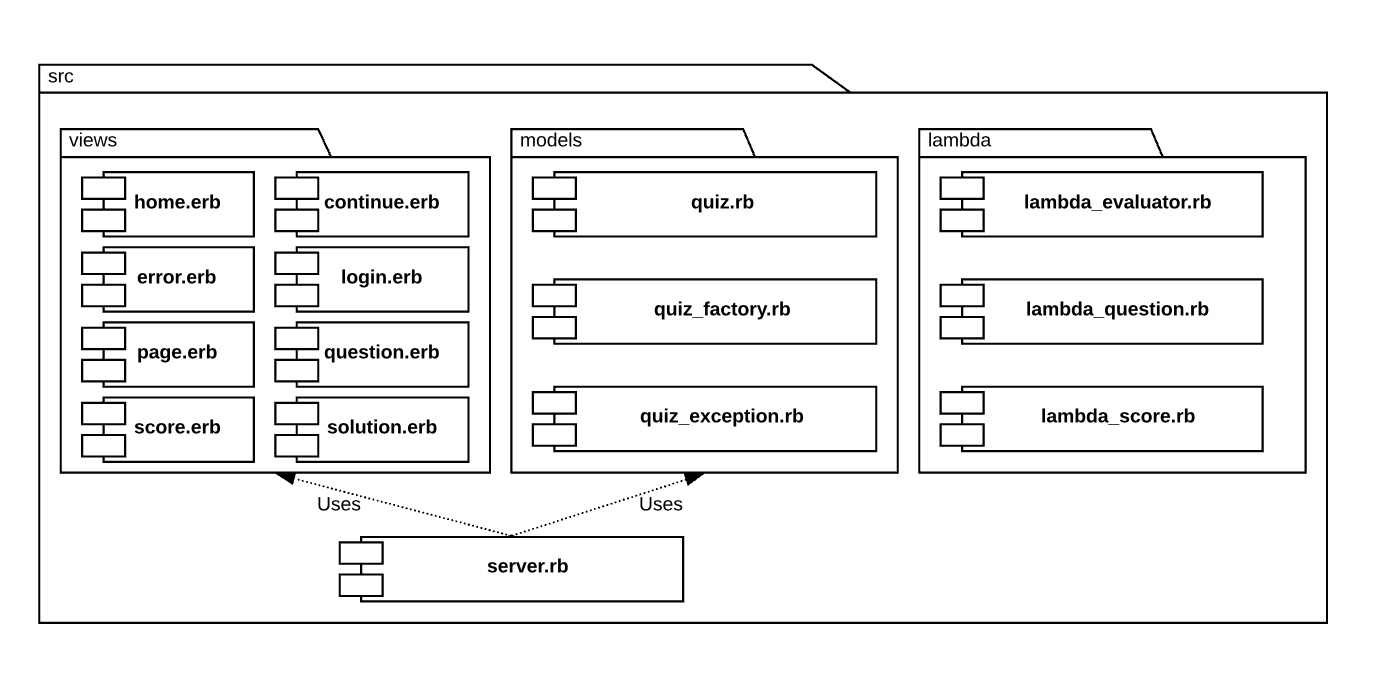 src
views
home.erb
continue.erb
error.erb
login.erb
page.erb
question.erb
score.erb
solution.erb
models
quiz.rb
quiz_factory.rb
quiz_exception.rb
lambda
lambda_evaluator.rb
lambda_question.rb
lambda_score.rb
Uses
Uses
server.rb